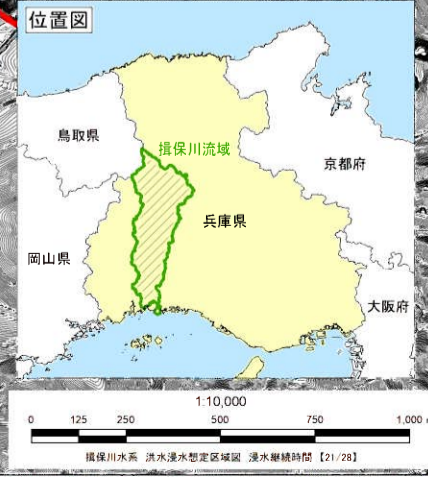 位置図
鳥取県
揖保川流域
京都府
兵庫県
岡山県
大阪府
1:10,000
0 125 250 500 750 1,000
揖保川水系 洪水浸水想定区域図 浸水継続時間 【21/28】